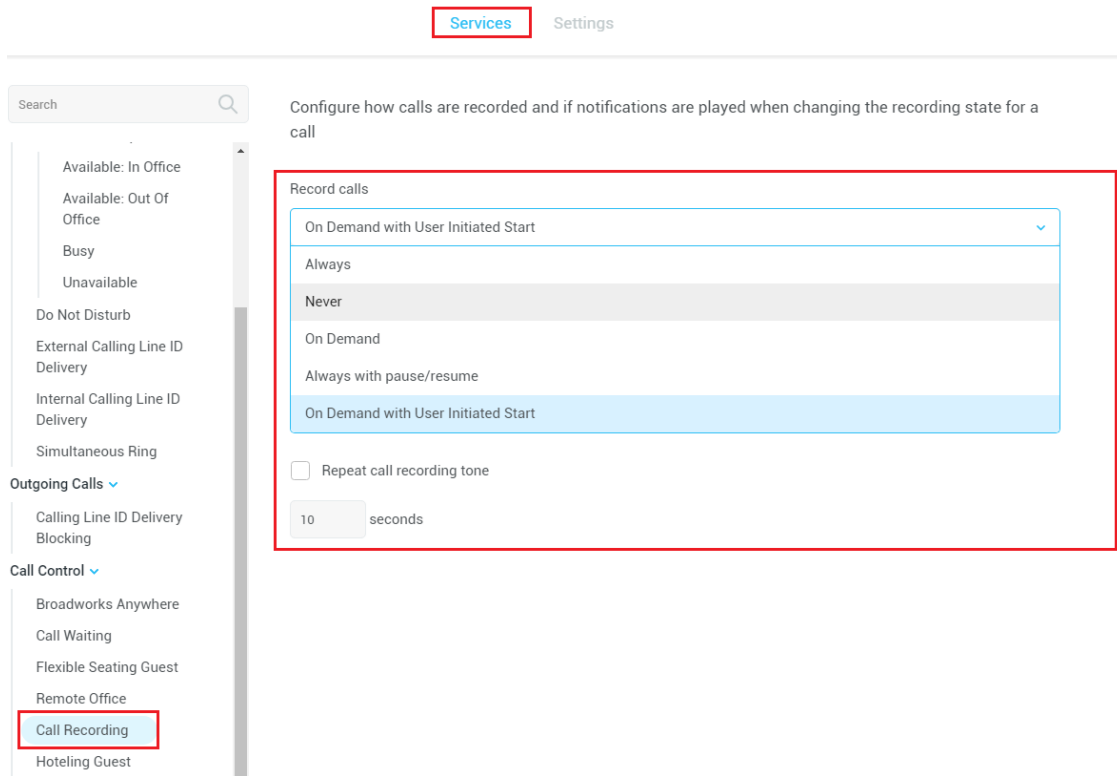 Services
Settings
Search
Configure how calls are recorded and if notifications are played when changing the recording state for a
call
Available: In Office
Available: Out Of
Office
Busy
Unavailable
Do Not Disturb
External Calling Line ID
Delivery
Internal Calling Line ID
Delivery
Simultaneous Ring
Outgoing Calls
Calling Line ID Delivery
Blocking
Call Control
Broadworks Anywhere
Call Waiting
Flexible Seating Guest
Remote Office
Call Recording
Hoteling Guest
Record calls
On Demand with User Initiated Start
Always
Never
On Demand
Always with pause/resume
On Demand with User Initiated Start
Repeat call recording tone
10 seconds